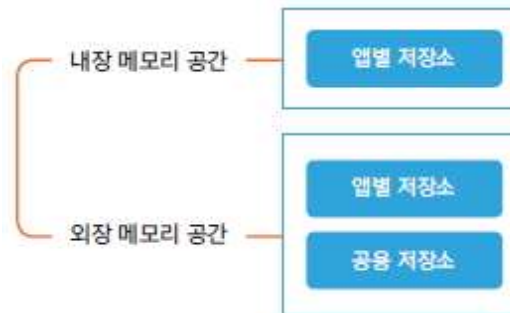 내장 메모리 공간
앱별 저장소
앱별 저장소
외장 메모리 공간
공용 저장소